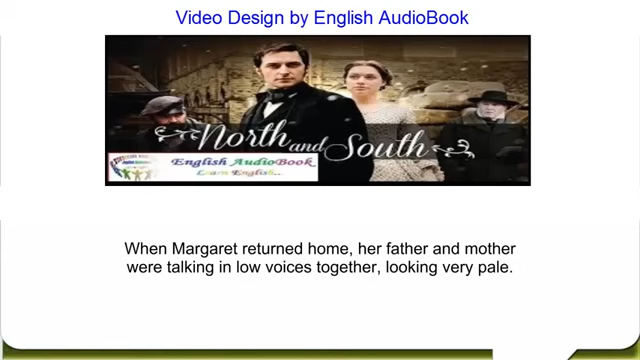 Video Design by English AudioBook
North and South
English AudioBook
Learn English...
When Margaret returned home, her father and mother
were talking in low voices together, looking very pale.